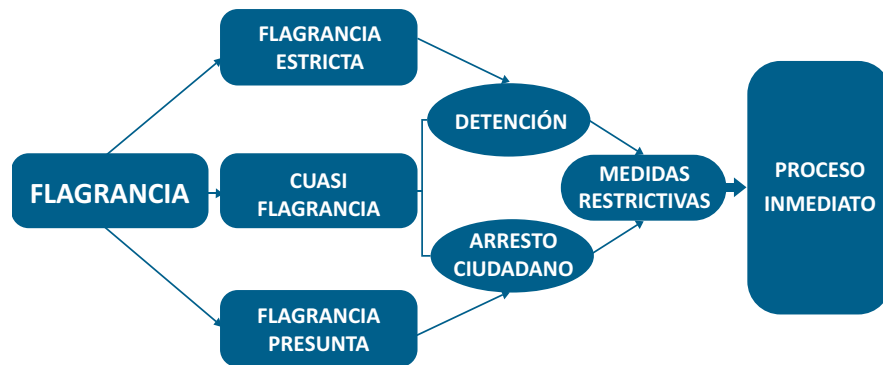 FLAGRANCIA
FLAGRANCIA
ESTRICTA
CUASI
FLAGRANCIA
FLAGRANCIA
PRESUNTA
DETENCIÓN
ARRESTO
CIUDADANO
MEDIDAS
RESTRICTIVAS
PROCESO
INMEDIATO